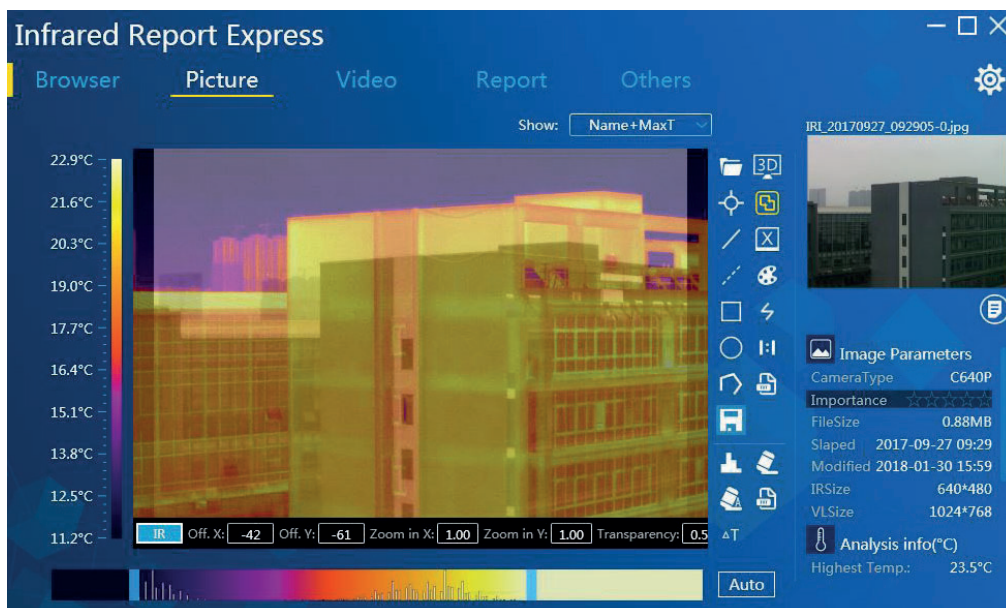 Infrared Report Express
Browser Picture Video Report Others
Show: Name+MaxT
IRI_20170927_092905-0.jpg
22.9°C
21.6°C
20.3°C
19.0°C
17.7°C
16.4°C
15.1°C
13.8°C
12.5°C
11.2°C
3D
X
1:1
A
ΔT
IR Off. X: -42 Off. Y: -61 Zoom in X: 1.00 Zoom in Y: 1.00 Transparency: 0.5
Auto
Image Parameters
CameraType C640P
Importance
FileSize 0.88MB
Slaped 2017-09-27 09:29
Modified 2018-01-30 15:59
IRSize 640*480
VLSize 1024*768
Analysis info(°C)
Highest Temp.: 23.5°C